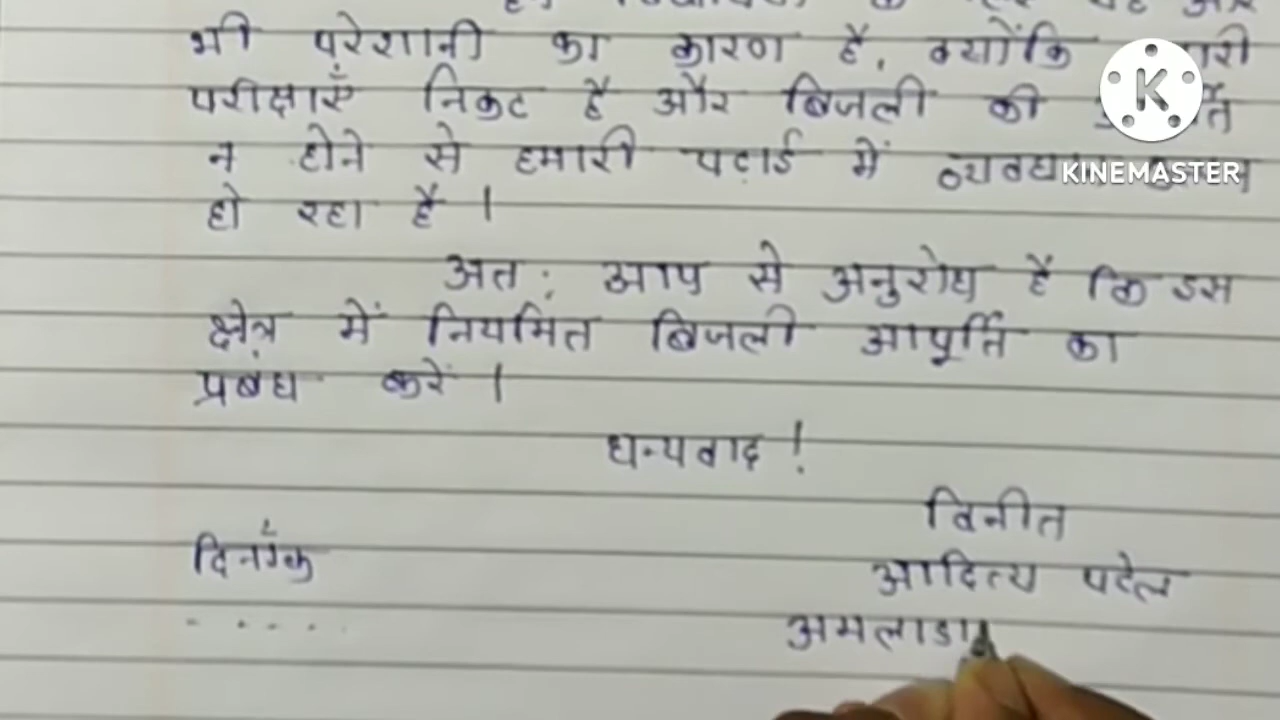 भी परेशानी का कारण है, क्योंकि
परीक्षाएँ निकट है और बिजली की
न होने से हमारी पढ़ाई में
हो रहा है ।
अत: आप से अनुरोध है कि इस
क्षेत्र में नियमित बिजली आपूर्ति का
प्रबंध करें ।
धन्यवाद !
विनीत
दिनाँक
आदित्य पटेल
.....
K
KINEMASTER